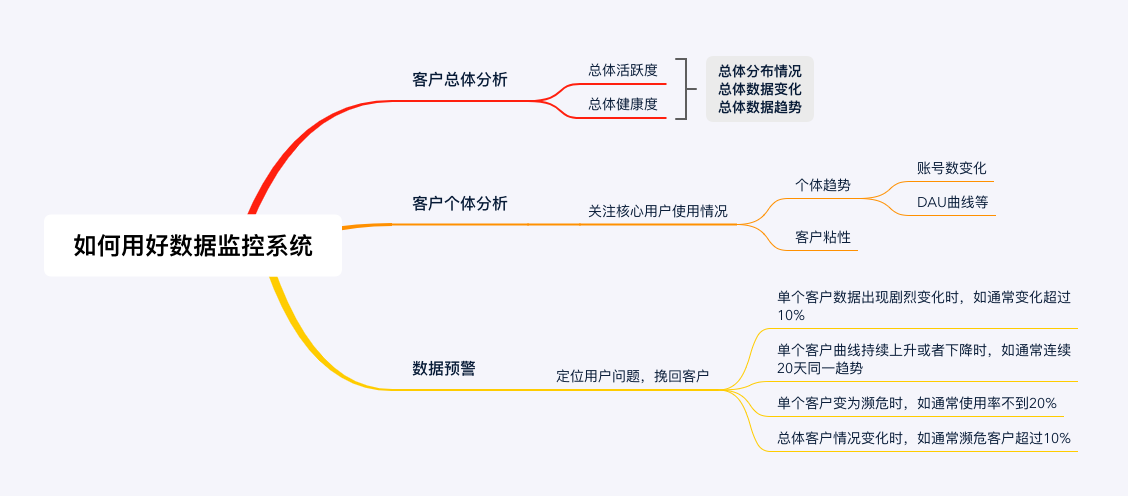 如何用好数据监控系统
客户总体分析
总体活跃度
总体健康度
总体分布情况
总体数据变化
总体数据趋势
客户个体分析
关注核心用户使用情况
个体趋势
账号数变化
DAU曲线等
客户粘性
数据预警
定位用户问题，挽回客户
单个客户数据出现剧烈变化时，如通常变化超过
10%
单个客户曲线持续上升或者下降时，如通常连续
20天同一趋势
单个客户变为濒危时，如通常使用率不到20%
总体客户情况变化时，如通常濒危客户超过10%